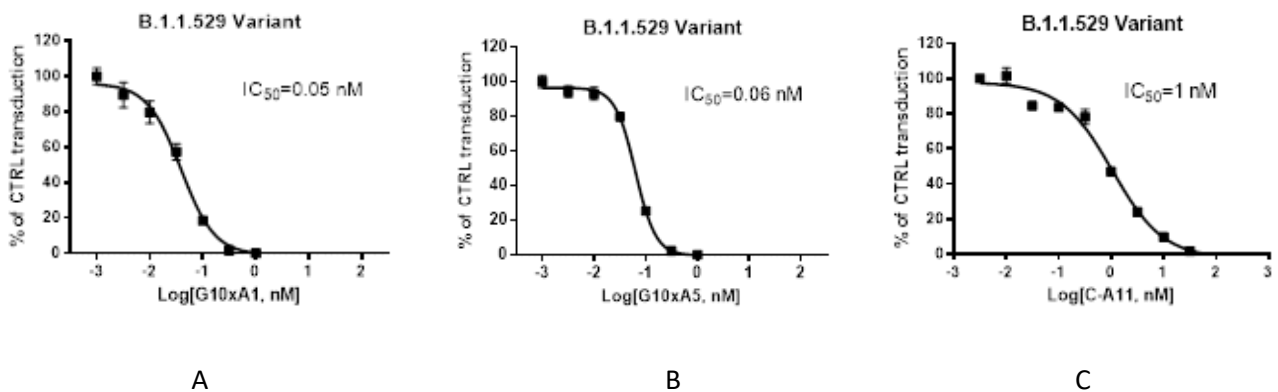 B.1.1.529 Variant
% of CTRL transduction
120
100
80
60
40
20
0
IC50=0.05 nM
-3 -2 -1 0 1 2
Log[G10xA1, nM]
A
B.1.1.529 Variant
% of CTRL transduction
120
100
80
60
40
20
0
IC50=0.06 nM
-3 -2 -1 0 1 2
Log[G10xA5, nM]
B
B.1.1.529 Variant
% of CTRL transduction
120
100
80
60
40
20
0
IC50=1 nM
-3 -2 -1 0 1 2 3
Log[C-A11, nM]
C